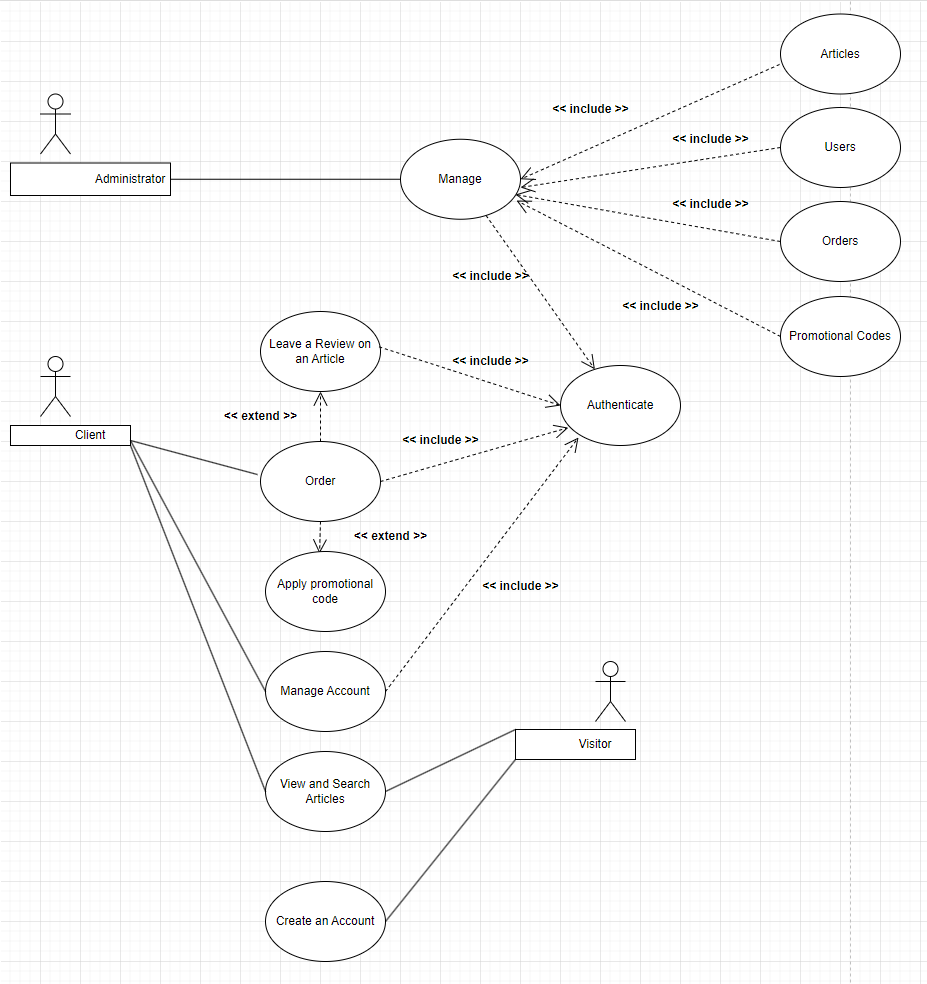 Articles
<< include >>
Users
<< include >>
Administrator
Manage
<< include >>
Orders
<< include >>
<< include >>
Promotional Codes
Leave a Review on
an Article
<< include >>
Authenticate
<< extend >>
Client
<< include >>
Order
<< extend >>
Apply promotional
code
<< include >>
Manage Account
Visitor
View and Search
Articles
Create an Account